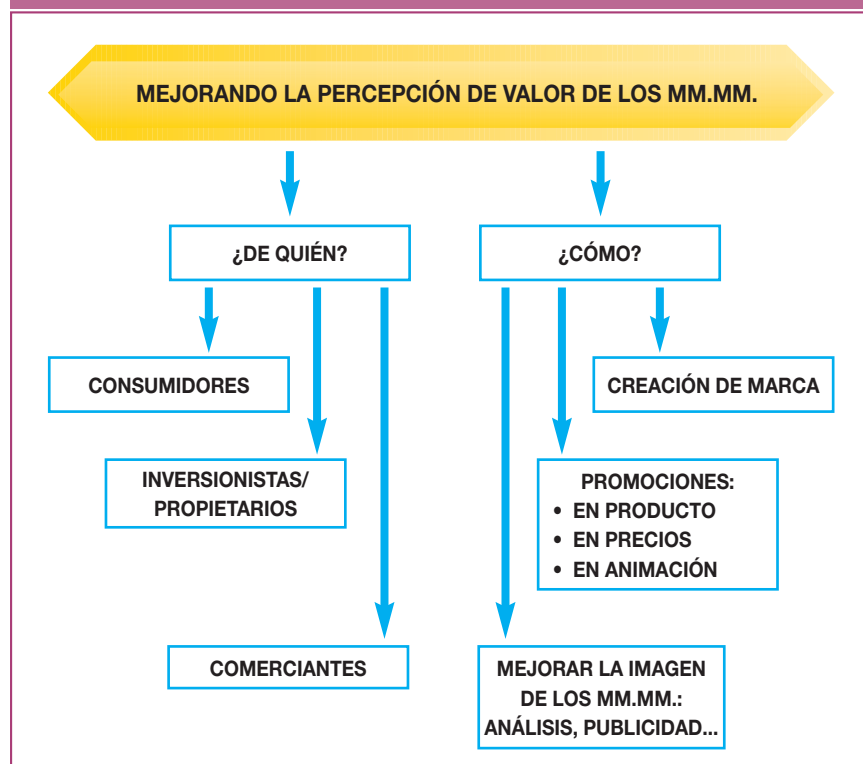 MEJORANDO LA PERCEPCIÓN DE VALOR DE LOS MM.MM.
¿DE QUIÉN?
¿CÓMO?
CONSUMIDORES
CREACIÓN DE MARCA
INVERSIONISTAS/
PROPIETARIOS
PROMOCIONES:
• EN PRODUCTO
• EN PRECIOS
• EN ANIMACIÓN
COMERCIANTES
MEJORAR LA IMAGEN
DE LOS MM.MM.:
ANÁLISIS, PUBLICIDAD...